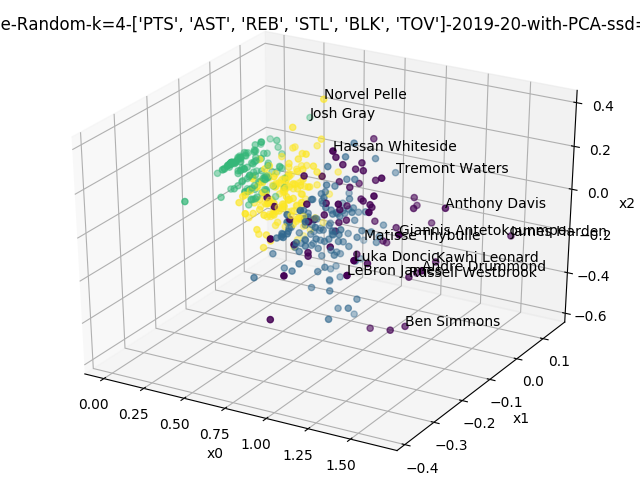 e-Random-k=4-['PTS', 'AST', 'REB', 'STL', 'BLK', 'TOV']-2019-20-with-PCA-ssd=
Norvel Pelle
Josh Gray
Hassan Whiteside
Tremont Waters
Anthony Davis
Giannis Antetokounmpo
James Harden
Matisse Thybulle
Luka Doncic
Kawhi Leonard
LeBron James
Andre Drummond
Russell Westbrook
Ben Simmons
0.4
0.2
0.0
−0.2
−0.4
−0.6
x2
0.1
0.0
−0.1
−0.2
−0.3
−0.4
x1
0.00
0.25
0.50
0.75
1.00
1.25
1.50
x0